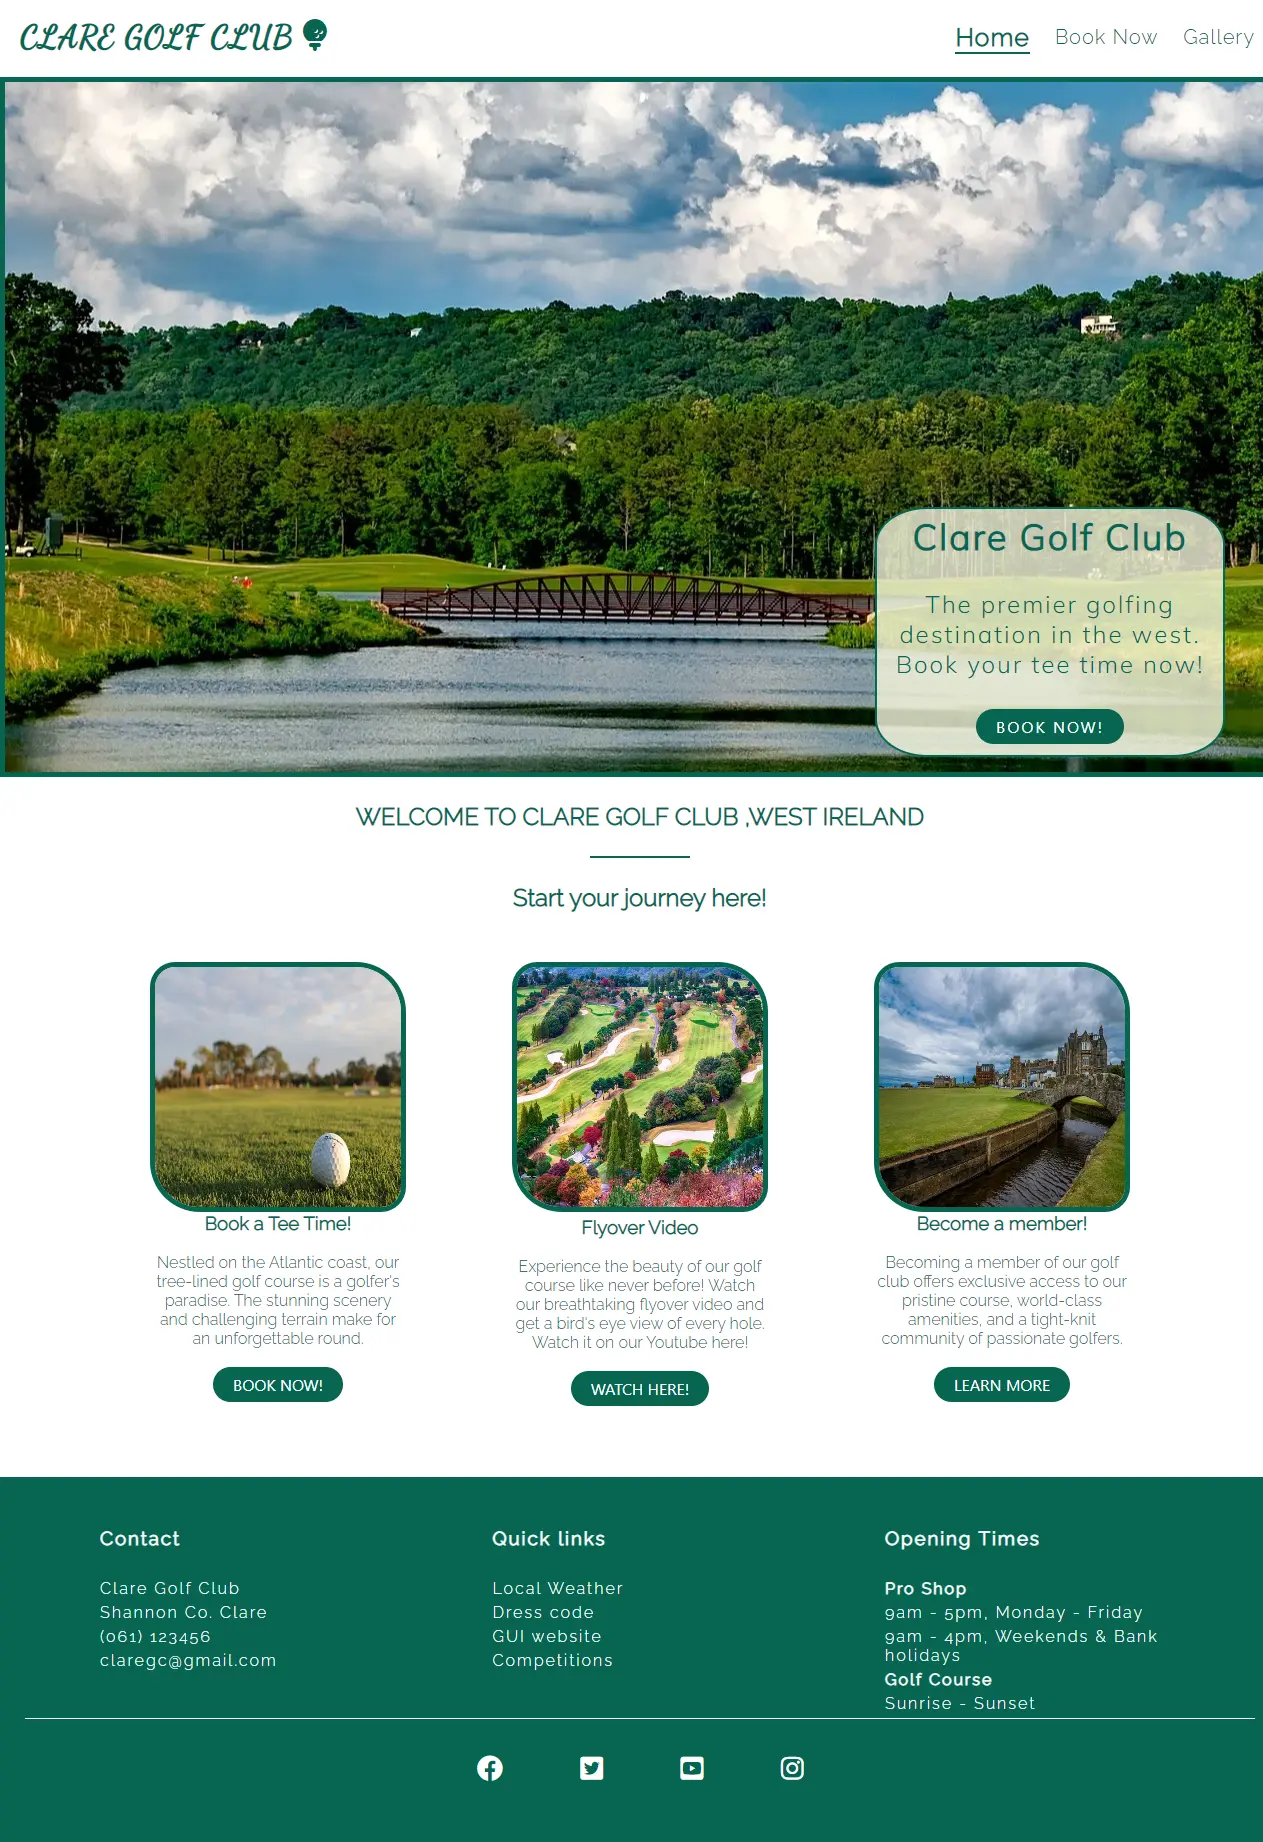 CLARE GOLF CLUB
Home Book Now Gallery
Clare Golf Club
The premier golfing
destination in the west.
Book your tee time now!
BOOK NOW!
WELCOME TO CLARE GOLF CLUB ,WEST IRELAND
Start your journey here!
Book a Tee Time!
Nestled on the Atlantic coast, our
tree-lined golf course is a golfer's
paradise. The stunning scenery
and challenging terrain make for
an unforgettable round.
BOOK NOW!
Flyover Video
Experience the beauty of our golf
course like never before! Watch
our breathtaking flyover video and
get a bird's eye view of every hole.
Watch it on our Youtube here!
WATCH HERE!
Become a member!
Becoming a member of our golf
club offers exclusive access to our
pristine course, world-class
amenities, and a tight-knit
community of passionate golfers.
LEARN MORE
Contact
Clare Golf Club
Shannon Co. Clare
(061) 123456
claregc@gmail.com
Quick links
Local Weather
Dress code
GUI website
Competitions
Opening Times
Pro Shop
9am - 5pm, Monday - Friday
9am - 4pm, Weekends & Bank
holidays
Golf Course
Sunrise - Sunset